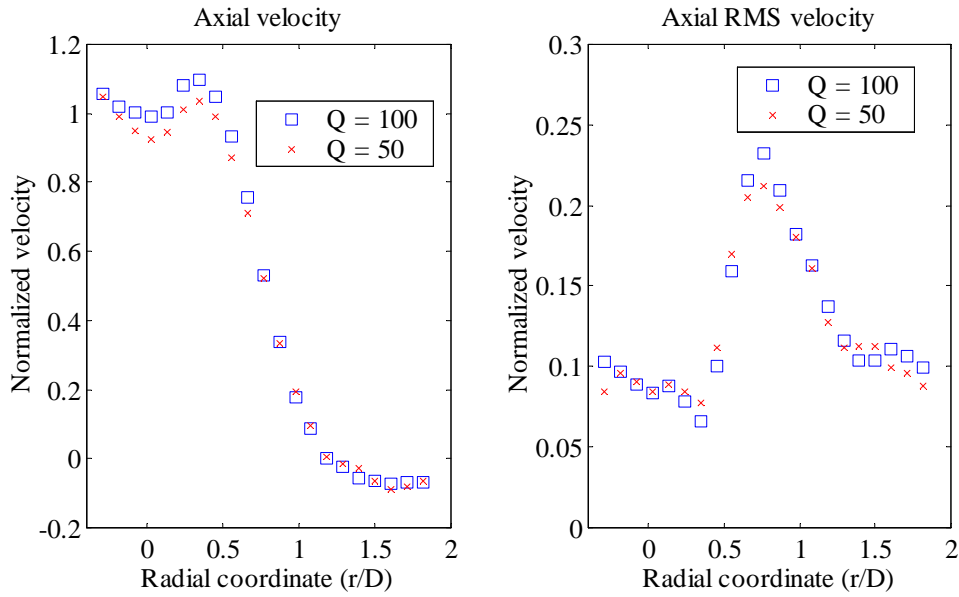 Axial velocity
1.2
1
0.8
0.6
0.4
0.2
0
-0.2
Normalized velocity
Q = 100
Q = 50
0
0.5
1
1.5
2
Radial coordinate (r/D)
Axial RMS velocity
0.3
0.25
0.2
0.15
0.1
0.05
0
Normalized velocity
Q = 100
Q = 50
0
0.5
1
1.5
2
Radial coordinate (r/D)